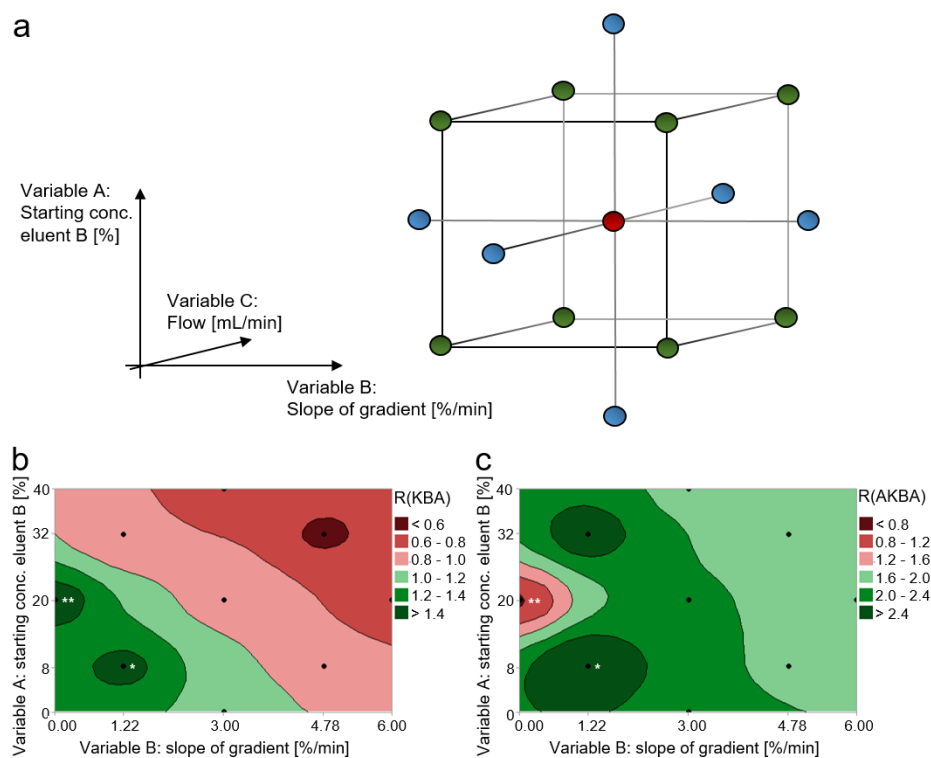 a
Variable A:
Starting conc.
eluent B [%]
Variable C:
Flow [mL/min]
Variable B:
Slope of gradient [%/min]
b
Variable A: starting conc. eluent B [%]
40
32
20
8
0
**
*
0.00 1.22 3.00 4.78 6.00
Variable B: slope of gradient [%/min]
R(KBA)
< 0.6
0.6 - 0.8
0.8 - 1.0
1.0 - 1.2
1.2 - 1.4
> 1.4
c
Variable A: starting conc. eluent B [%]
40
32
20
8
0
**
*
0.00 1.22 3.00 4.78 6.00
Variable B: slope of gradient [%/min]
R(AKBA)
< 0.8
0.8 - 1.2
1.2 - 1.6
1.6 - 2.0
2.0 - 2.4
> 2.4